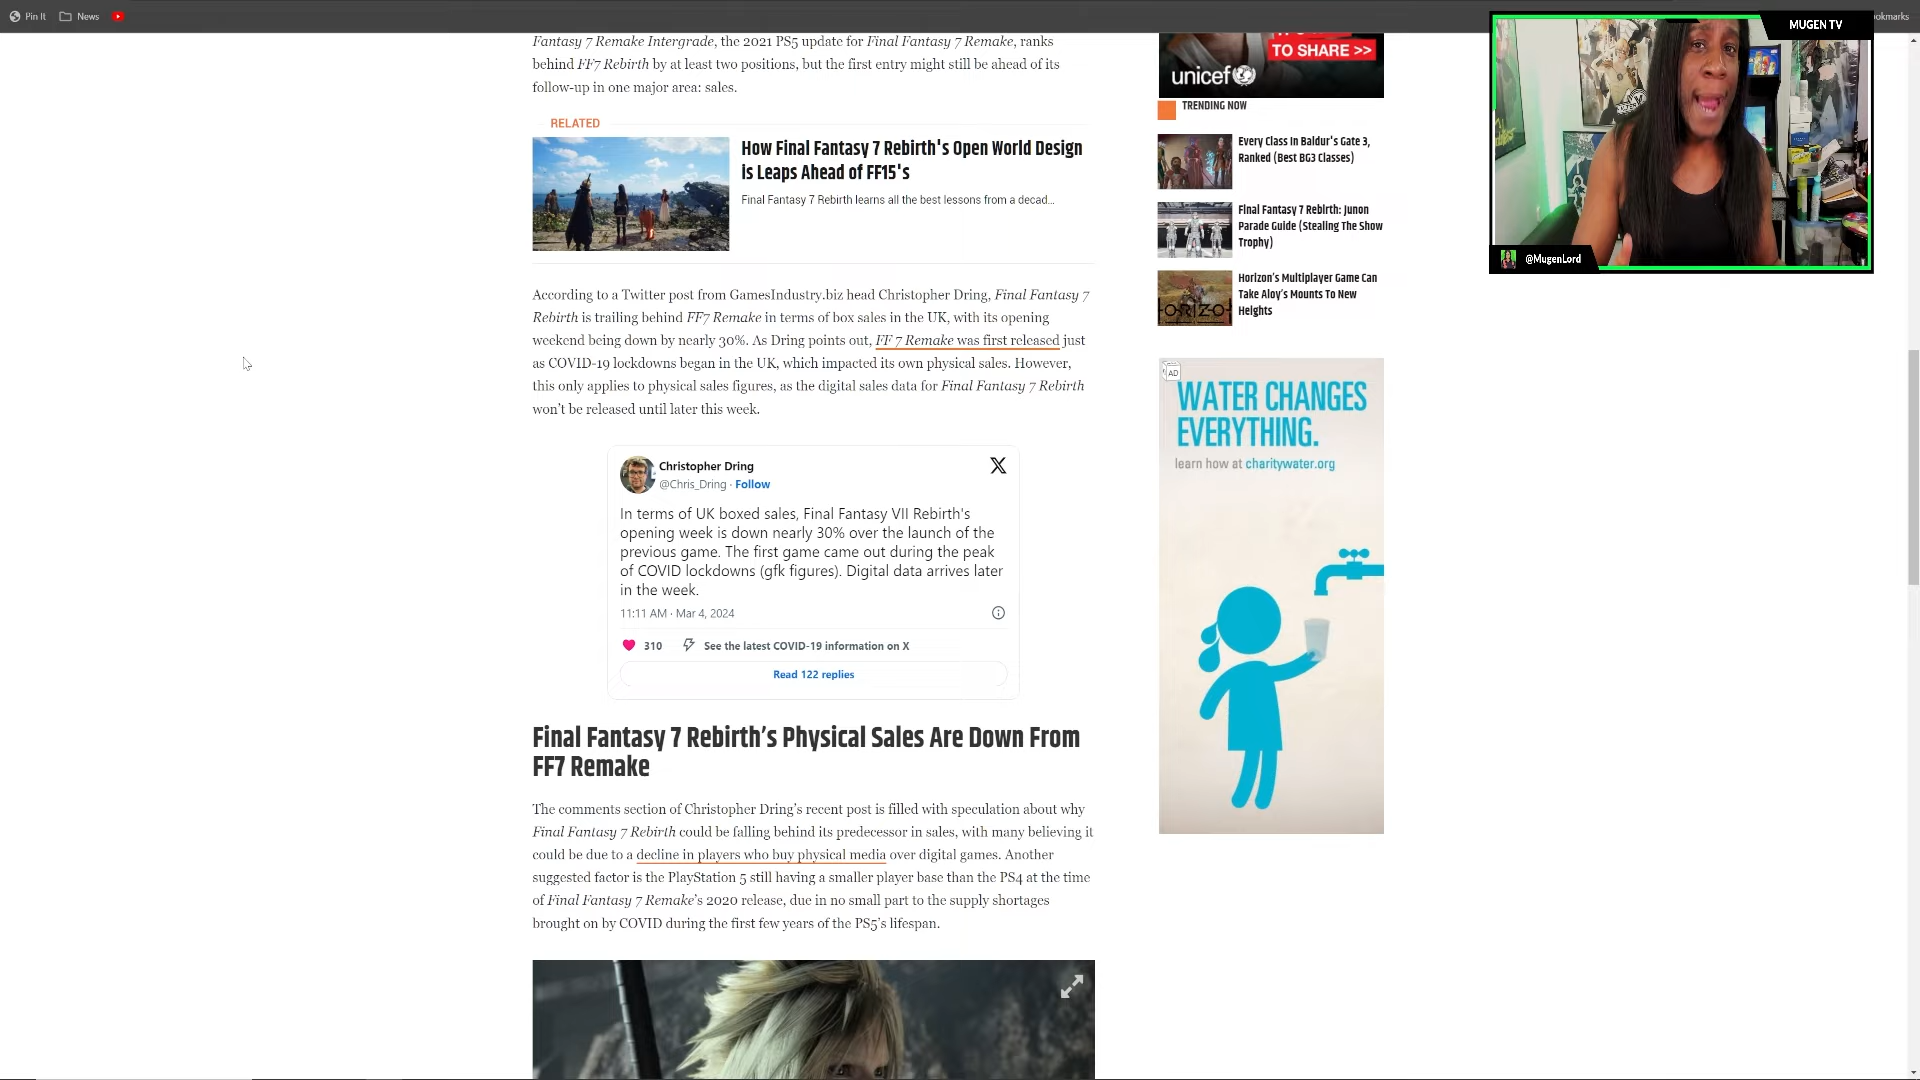 Pin It
News
okmarks
Fantasy 7 Remake Intergrade, the 2021 PS5 update for Final Fantasy 7 Remake, ranks
behind FF7 Rebirth by at least two positions, but the first entry might still be ahead of its
follow-up in one major area: sales.
RELATED
How Final Fantasy 7 Rebirth's Open World Design
is Leaps Ahead of FF15's
Final Fantasy 7 Rebirth learns all the best lessons from a decad...
According to a Twitter post from GamesIndustry.biz head Christopher Dring, Final Fantasy 7
Rebirth is trailing behind FF7 Remake in terms of box sales in the UK, with its opening
weekend being down by nearly 30%. As Dring points out, FF 7 Remake was first released just
as COVID-19 lockdowns began in the UK, which impacted its own physical sales. However,
this only applies to physical sales figures, as the digital sales data for Final Fantasy 7 Rebirth
won't be released until later this week.
Christopher Dring
@Chris_Dring · Follow
In terms of UK boxed sales, Final Fantasy VII Rebirth's
opening week is down nearly 30% over the launch of the
previous game. The first game came out during the peak
of COVID lockdowns (gfk figures). Digital data arrives later
in the week.
11:11 AM · Mar 4, 2024
310
See the latest COVID-19 information on X
Read 122 replies
Final Fantasy 7 Rebirth's Physical Sales Are Down From
FF7 Remake
The comments section of Christopher Dring's recent post is filled with speculation about why
Final Fantasy 7 Rebirth could be falling behind its predecessor in sales, with many believing it
could be due to a decline in players who buy physical media over digital games. Another
suggested factor is the PlayStation 5 still having a smaller player base than the PS4 at the time
of Final Fantasy 7 Remake's 2020 release, due in no small part to the supply shortages
brought on by COVID during the first few years of the PS5's lifespan.
TO SHARE >>
unicef
TRENDING NOW
Every Class In Baldur's Gate 3,
Ranked (Best BG3 Classes)
Final Fantasy 7 Rebirth: Junon
Parade Guide (Stealing The Show
Trophy)
Horizon's Multiplayer Game Can
Take Aloy's Mounts To New
Heights
AD
WATER CHANGES
EVERYTHING.
learn how at charitywater.org
MUGEN TV
@MugenLord